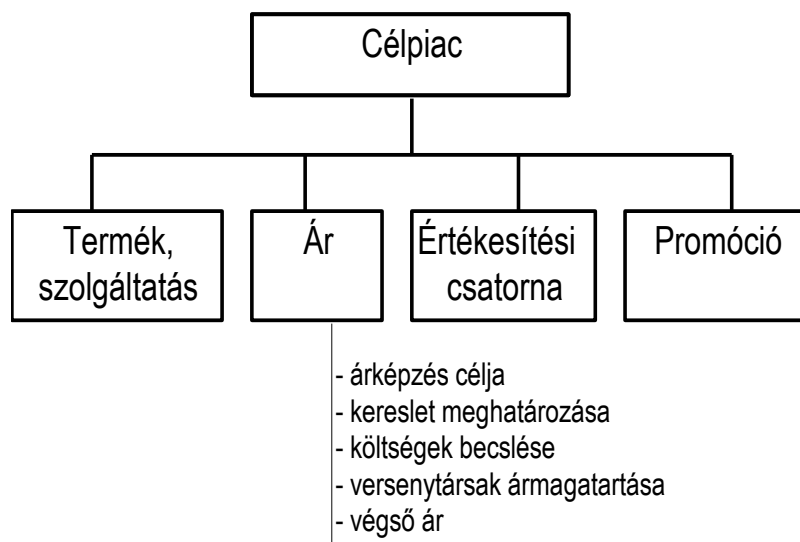 Célpiac
Termék,
szolgáltatás
Ár
Értékesítési
csatorna
Promóció
- árképzés célja
- kereslet meghatározása
- költségek becslése
- versenytársak ármagatartása
- végső ár